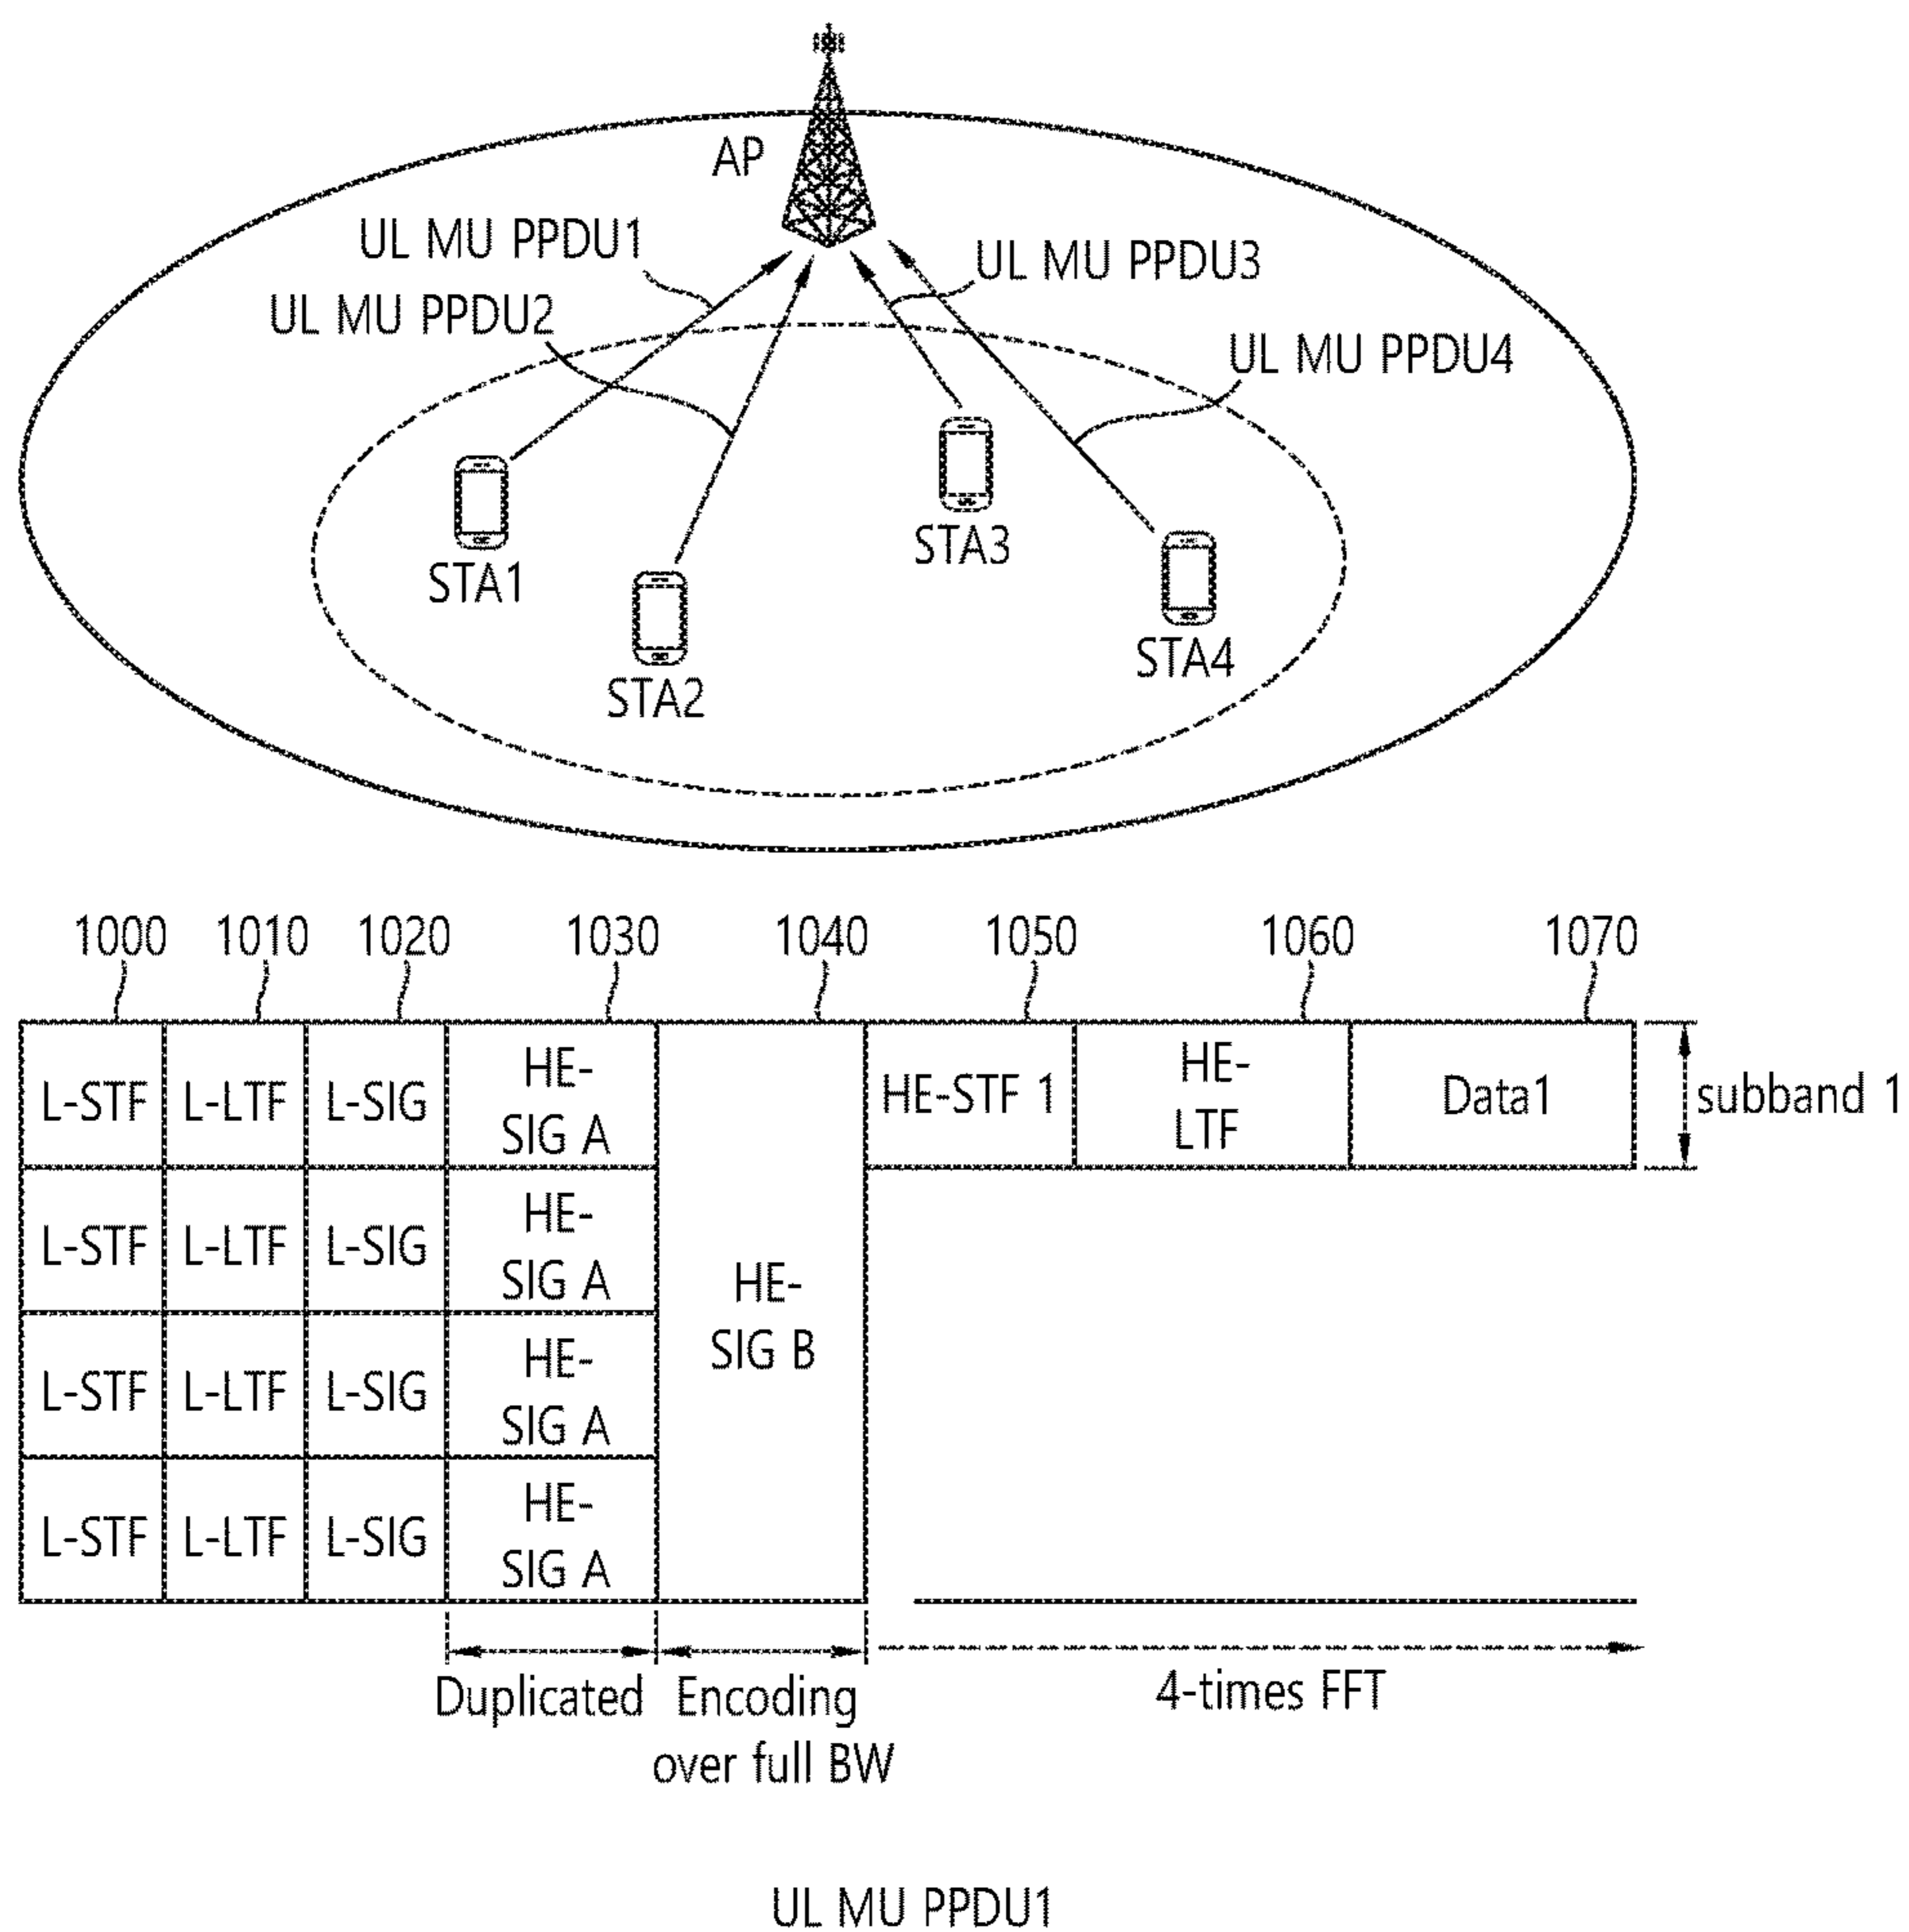 AP
UL MU PPDU1
UL MU PPDU3
UL MU PPDU2
UL MU PPDU4
STA1
STA2
STA3
STA4
1000 1010 1020 1030 1040 1050 1060 1070
L-STF L-LTF L-SIG HE-
SIG A
HE-STF 1
HE-
LTF
Data1
subband 1
L-STF L-LTF L-SIG HE-
SIG A
HE-
SIG B
L-STF L-LTF L-SIG HE-
SIG A
L-STF L-LTF L-SIG HE-
SIG A
Duplicated
Encoding
over full BW
4-times FFT
UL MU PPDU1